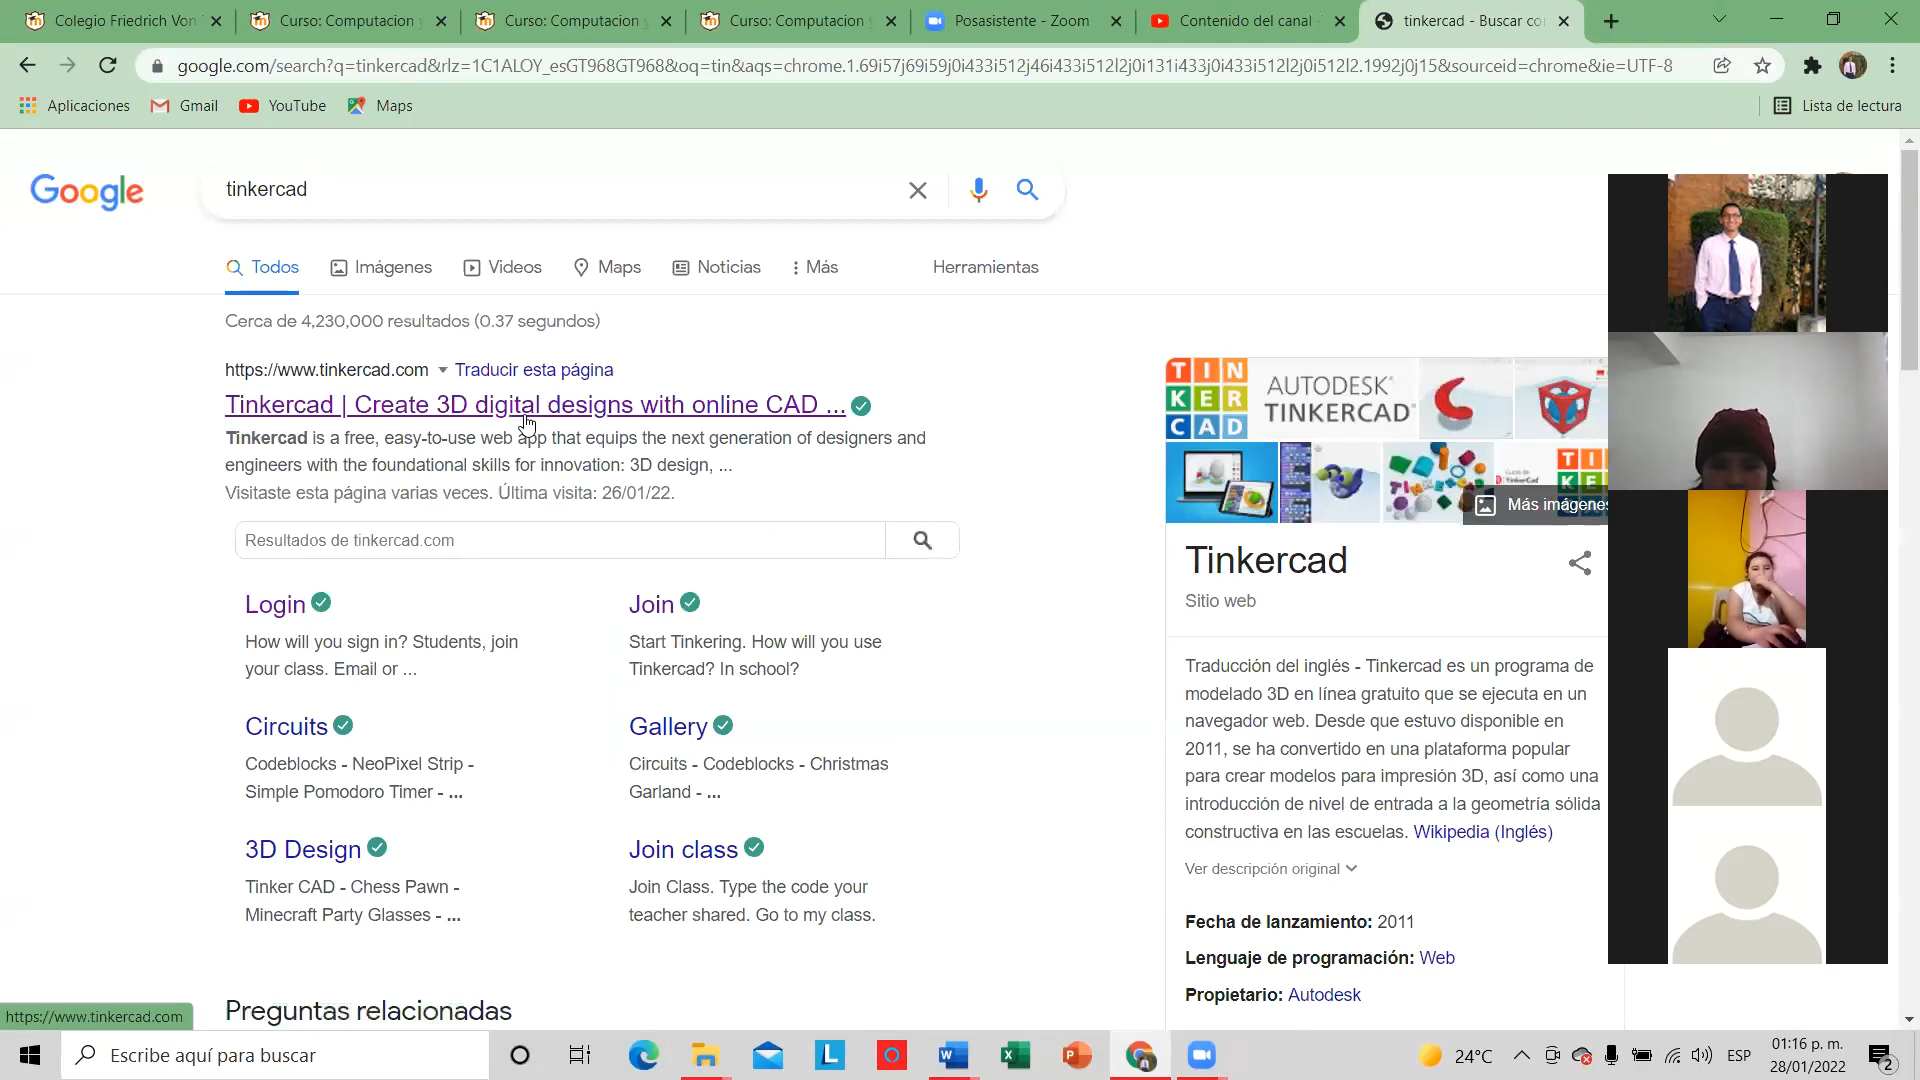 Colegio Friedrich Von
Curso: Computacion
Curso: Computacion
Curso: Computacion
Posasistente - Zoom
Contenido del canal
tinkercad - Buscar co
google.com/search?q=tinkercad&rlz=1C1ALOY_esGT968GT968&oq=tin&aqs=chrome.1.69i57j69i59j0i433i512j46i433i512l2j0i131i433j0i433i512l2j0i512l2.1992j0j15&sourceid=chrome&ie=UTF-8
Aplicaciones
Gmail
YouTube
Maps
Lista de lectura
Google
tinkercad
Todos
Imágenes
Videos
Maps
Noticias
Más
Herramientas
Cerca de 4,230,000 resultados (0.37 segundos)
https://www.tinkercad.com
Traducir esta página
Tinkercad | Create 3D digital designs with online CAD ...
Tinkercad is a free, easy-to-use web app that equips the next generation of designers and
engineers with the foundational skills for innovation: 3D design, ...
Visitaste esta página varias veces. Última visita: 26/01/22.
Resultados de tinkercad.com
Login
How will you sign in? Students, join
your class. Email or ...
Join
Start Tinkering. How will you use
Tinkercad? In school?
Circuits
Codeblocks - NeoPixel Strip -
Simple Pomodoro Timer - ...
Gallery
Circuits - Codeblocks - Christmas
Garland - ...
3D Design
Tinker CAD - Chess Pawn -
Minecraft Party Glasses - ...
Join class
Join Class. Type the code your
teacher shared. Go to my class.
Preguntas relacionadas
TIN
KER
CAD
AUTODESK
TINKERCAD
Más imágenes
Tinkercad
Sitio web
Traducción del inglés - Tinkercad es un programa de
modelado 3D en línea gratuito que se ejecuta en un
navegador web. Desde que estuvo disponible en
2011, se ha convertido en una plataforma popular
para crear modelos para impresión 3D, así como una
introducción de nivel de entrada a la geometría sólida
constructiva en las escuelas. Wikipedia (Inglés)
Ver descripción original
Fecha de lanzamiento: 2011
Lenguaje de programación: Web
Propietario: Autodesk
https://www.tinkercad.com
Escribe aquí para buscar
24°C
ESP
01:16 p. m.
28/01/2022
2